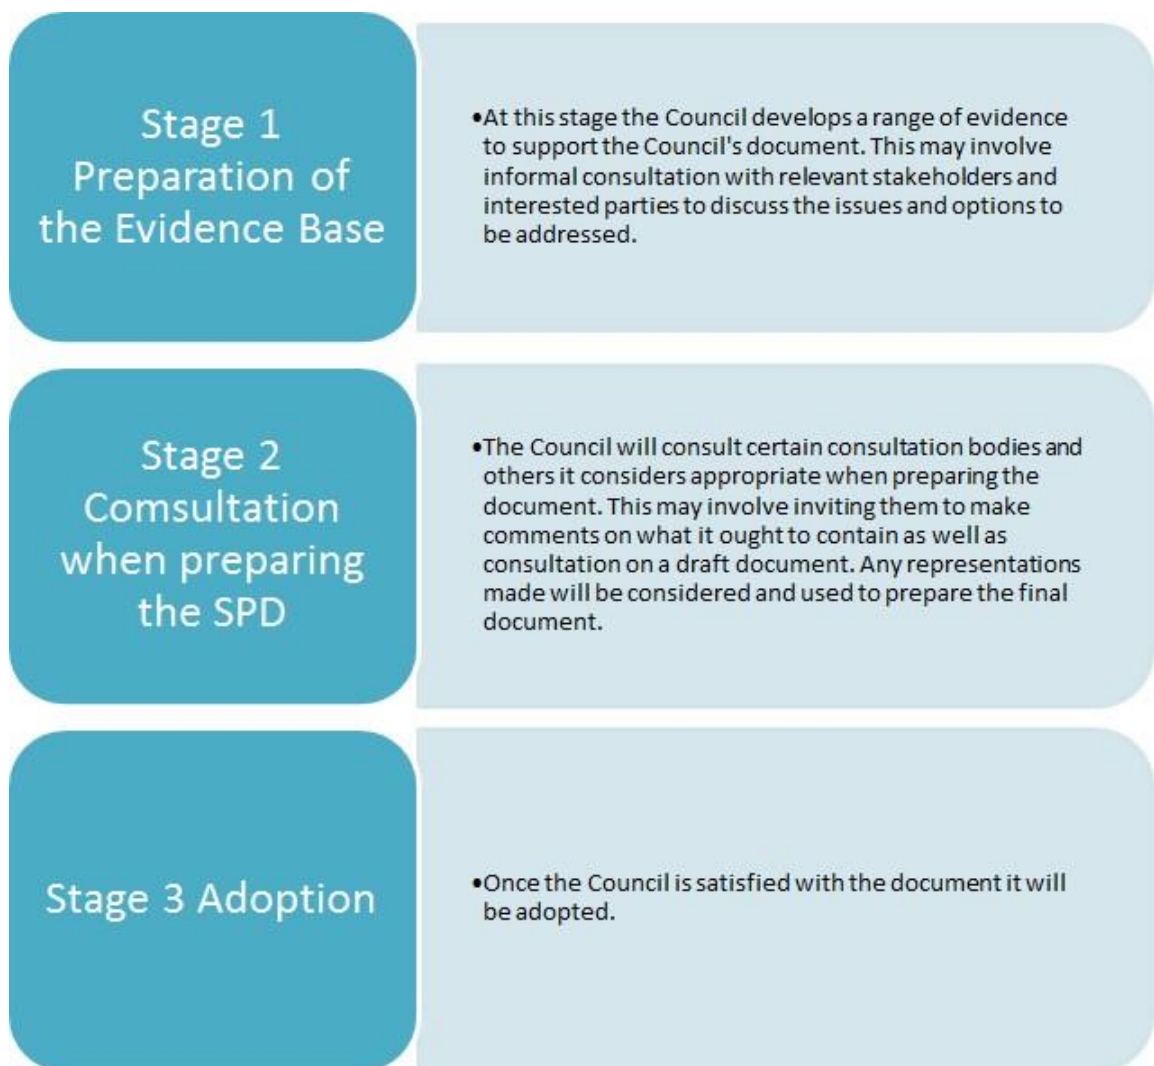 Stage 1
Preparation of
the Evidence Base
•At this stage the Council develops a range of evidence
to support the Council's document. This may involve
informal consultation with relevant stakeholders and
interested parties to discuss the issues and options to
be addressed.
Stage 2
Comsultation
when preparing
the SPD
•The Council will consult certain consultation bodies and
others it considers appropriate when preparing the
document. This may involve inviting them to make
comments on what it ought to contain as well as
consultation on a draft document. Any representations
made will be considered and used to prepare the final
document.
Stage 3 Adoption
•Once the Council is satisfied with the document it will
be adopted.